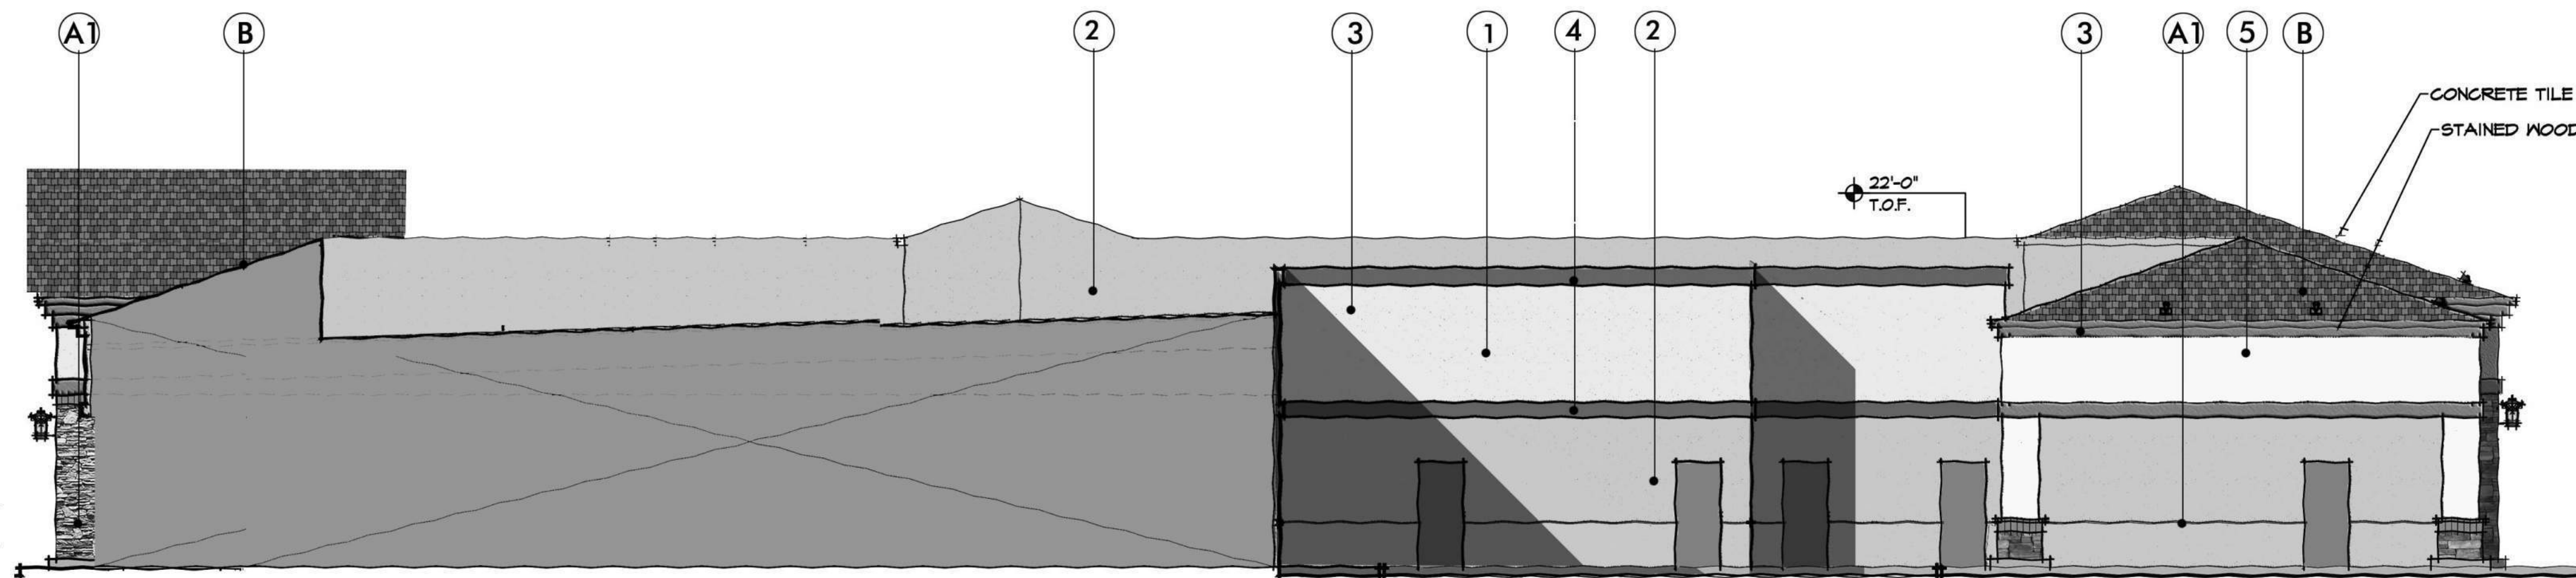 A1 B 2 3 1 4 2 3 A1 5 B
CONCRETE TILE
STAINED WOOD
22'-0"
T.O.F.